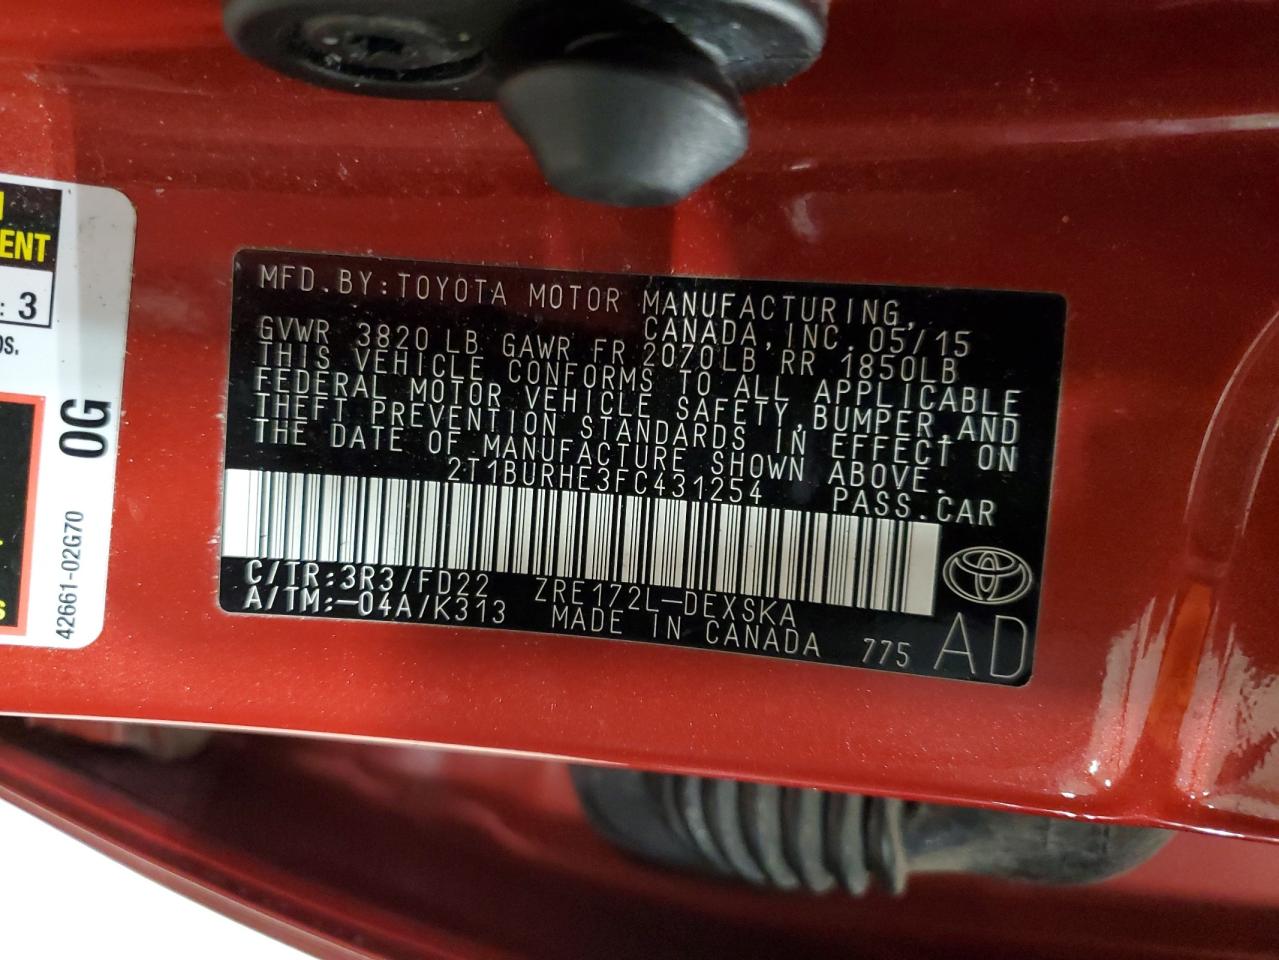 ENT
: 3
OS.
0G
42661-02G70
MFD.BY:TOYOTA MOTOR MANUFACTURING,
CANADA,INC.05/15
GVWR 3820 LB GAWR FR 2070LB RR 1850LB
THIS VEHICLE CONFORMS TO ALL APPLICABLE
FEDERAL MOTOR VEHICLE SAFETY,BUMPER AND
THEFT PREVENTION STANDARDS IN EFFECT ON
THE DATE OF MANUFACTURE SHOWN ABOVE.
2T1BURHE3FC431254 PASS.CAR
C/TR:3R3/FD22 ZRE172L-DEXSKA
A/TM:-04A/K313 MADE IN CANADA 775 AD